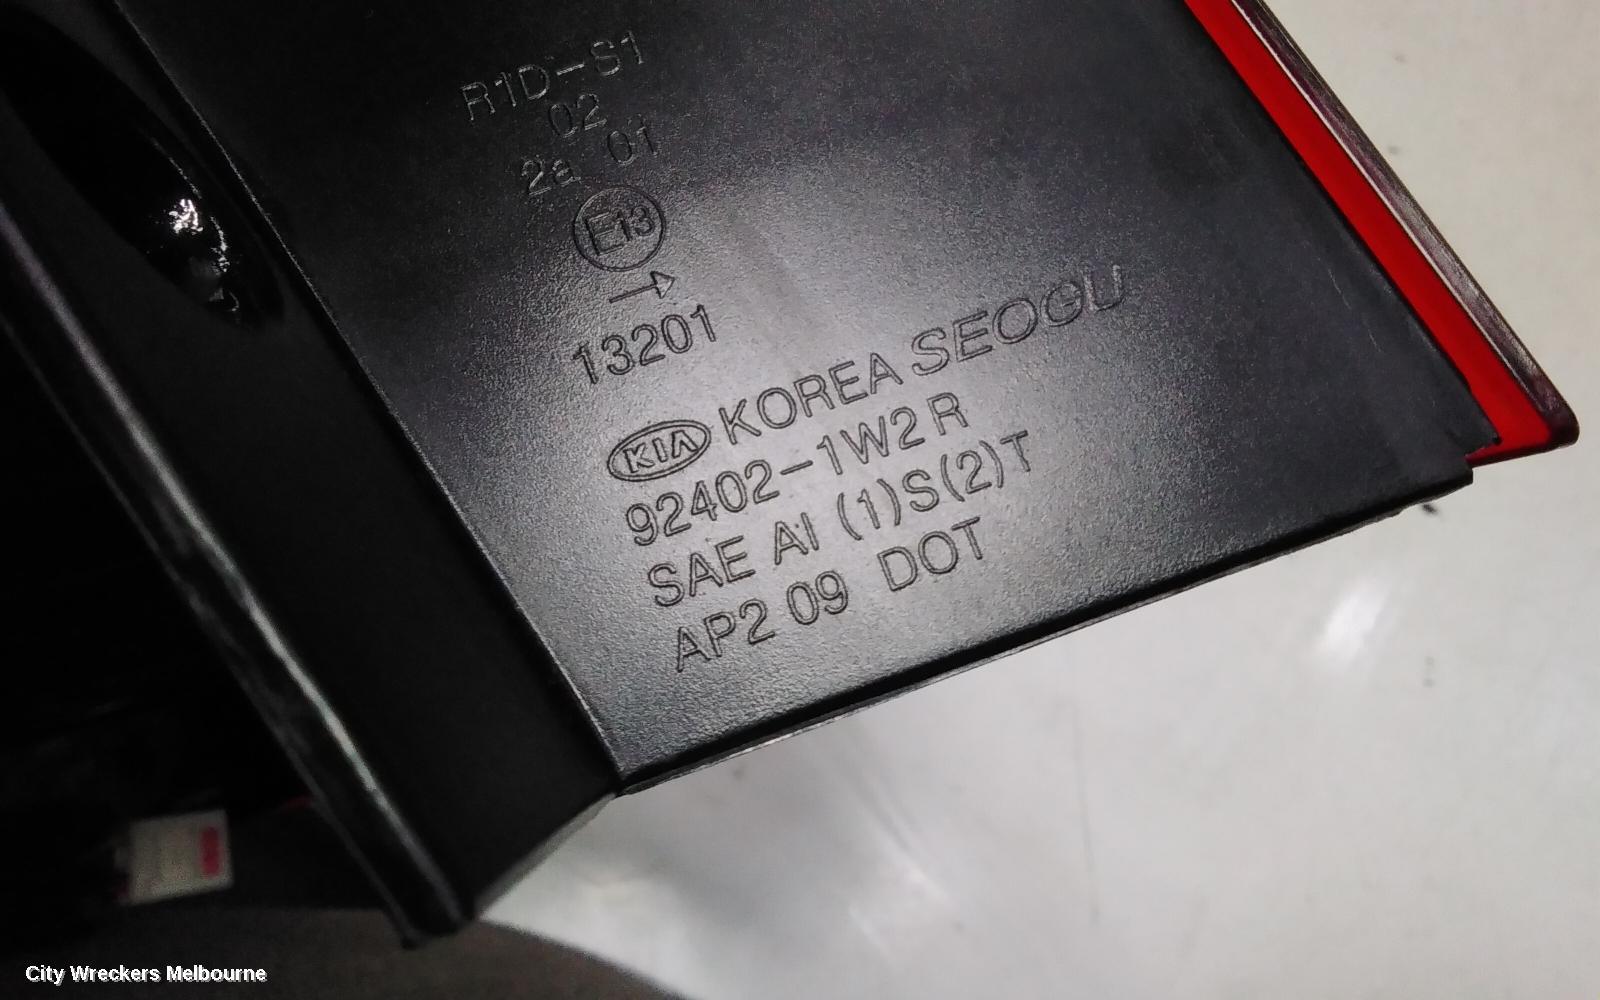 R1D-S1
02
2a 01
E13
→
13201
KIA KOREA SEOGU
92402-1W2 R
SAE AI (1)S(2)T
AP2 09 DOT
City Wreckers Melbourne